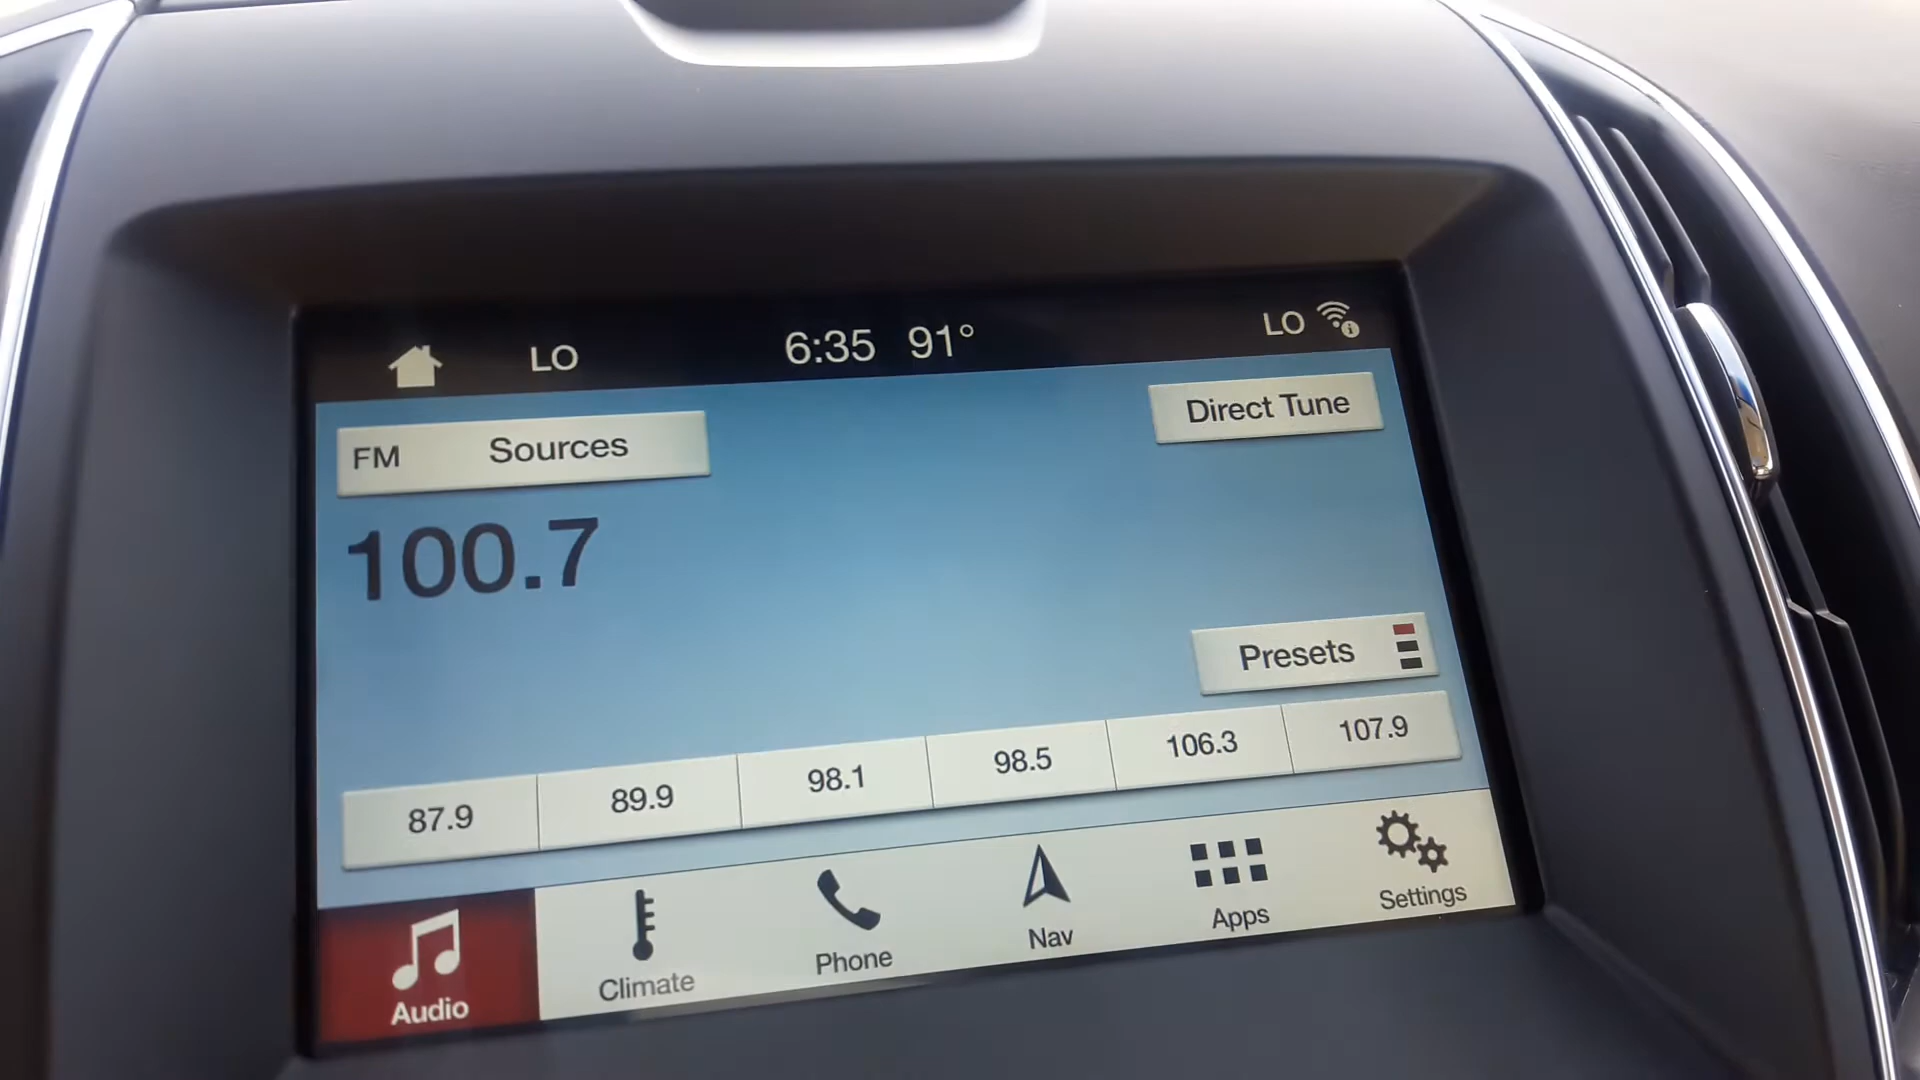 LO 6:35 91° LO
FM Sources Direct Tune
100.7
Presets
87.9 89.9 98.1 98.5 106.3 107.9
Audio Climate Phone Nav Apps Settings